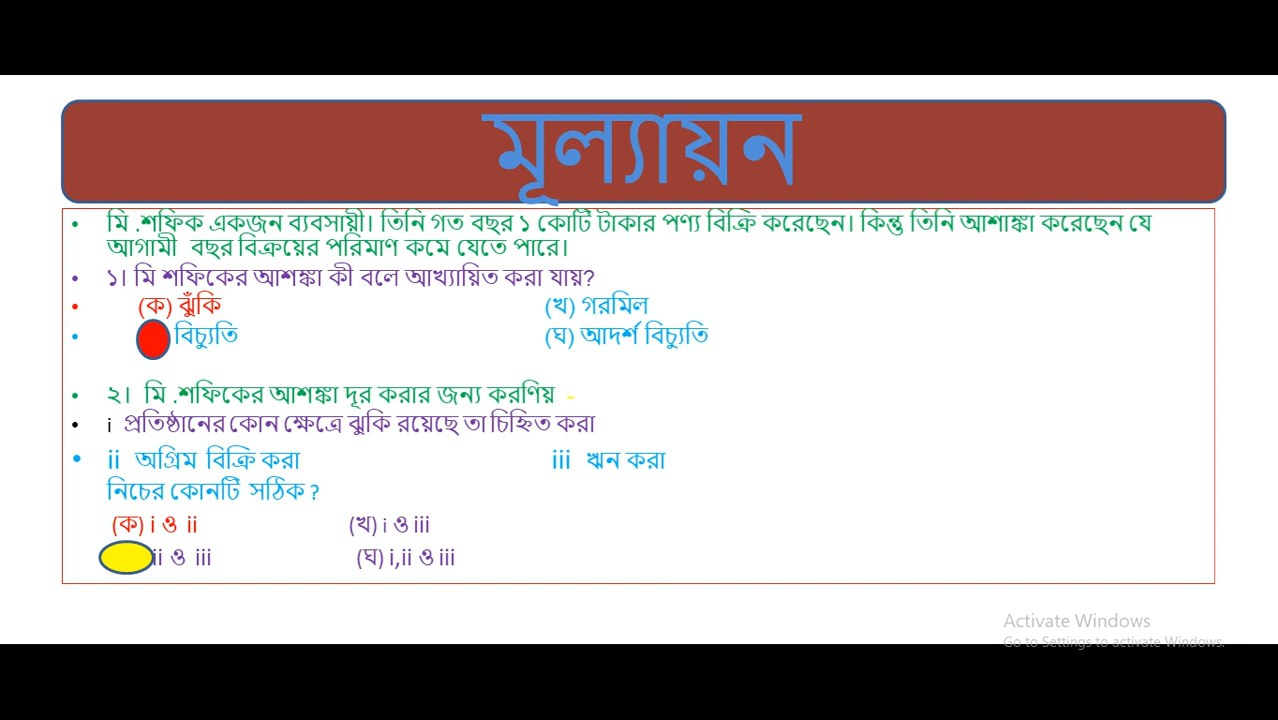 মূল্যায়ন
• মি .শফিক একজন ব্যবসায়ী। তিনি গত বছর ১ কোটি টাকার পণ্য বিক্রি করেছেন। কিন্তু তিনি আশাঙ্কা করেছেন যে
আগামী বছর বিক্রয়ের পরিমাণ কমে যেতে পারে।
• ১। মি শফিকের আশঙ্কা কী বলে আখ্যায়িত করা যায়?
• (ক) ঝুঁকি (খ) গরমিল
• বিচ্যুতি (ঘ) আদর্শ বিচ্যুতি
• ২। মি .শফিকের আশঙ্কা দূর করার জন্য করণিয় -
• i প্রতিষ্ঠানের কোন ক্ষেত্রে ঝুকি রয়েছে তা চিহ্নিত করা
• ii অগ্রিম বিক্রি করা iii ঋন করা
নিচের কোনটি সঠিক ?
(ক) i ও ii (খ) i ও iii
ii ও iii (ঘ) i,ii ও iii
Activate Windows
Go to Settings to activate Windows.